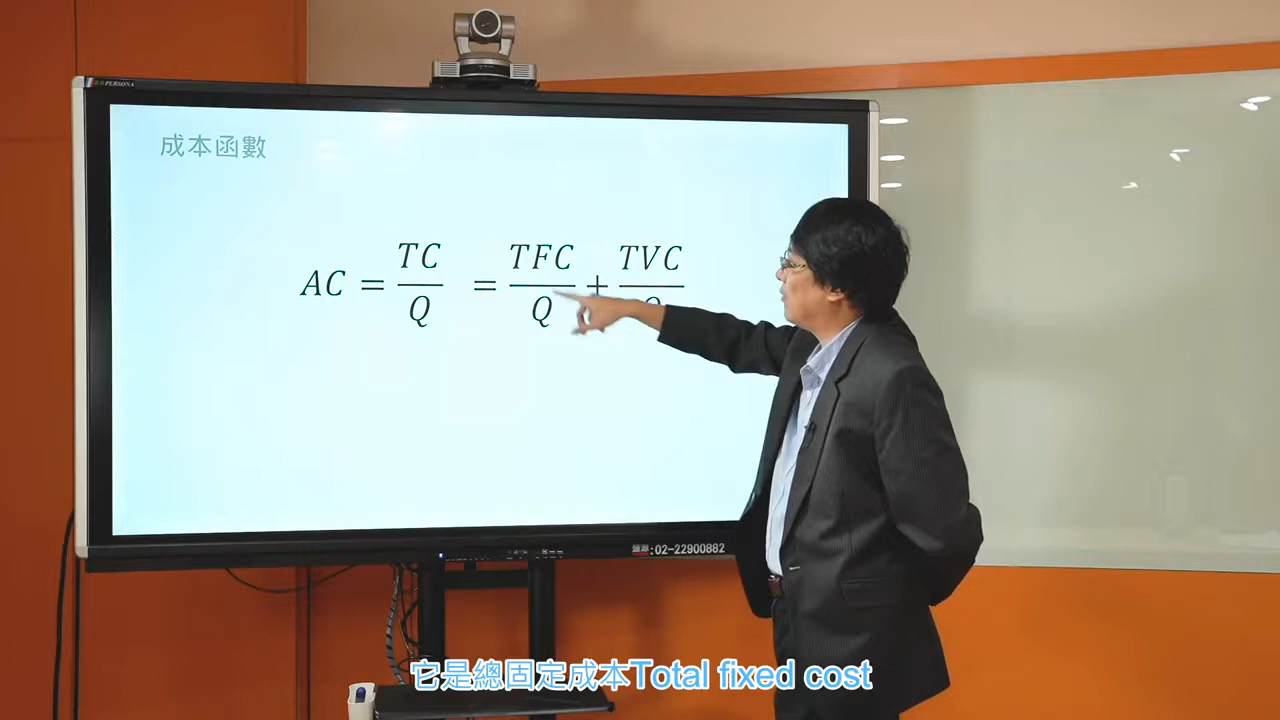 PERSONA
成本函數
AC = TC/Q = TFC/Q + TVC/Q
:02-22900882
它是總固定成本Total fixed cost